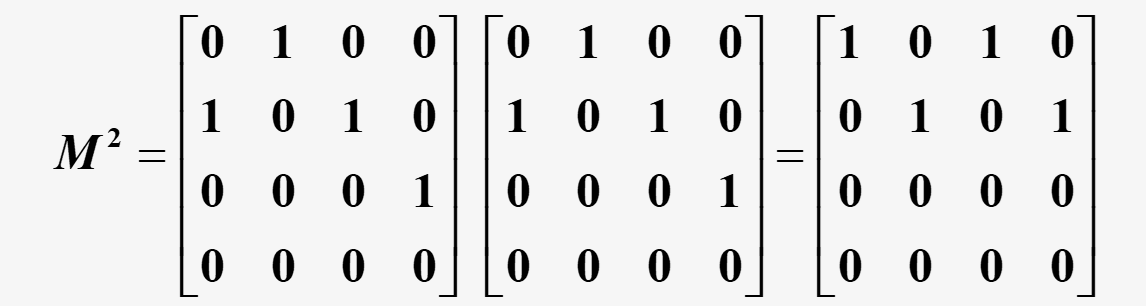 0 1 0 0 0 1 0 0 1 0 1 0
1 0 1 0 1 0 1 0 0 1 0 1
M² = =
0 0 0 1 0 0 0 1 0 0 0 0
0 0 0 0 0 0 0 0 0 0 0 0